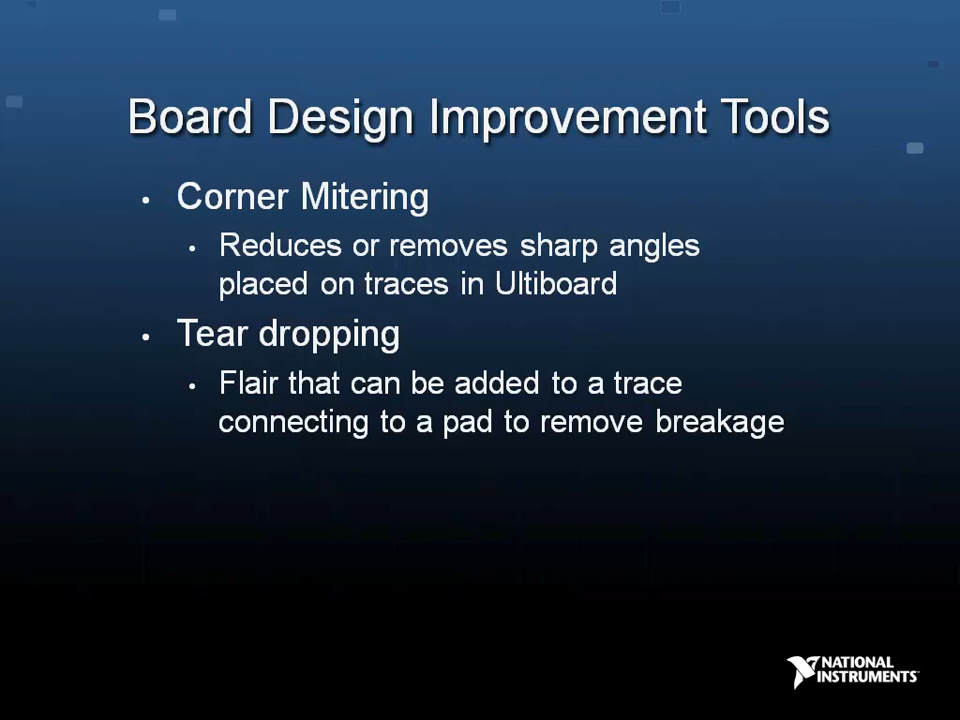 Board Design Improvement Tools
• Corner Mitering
• Reduces or removes sharp angles
placed on traces in Ultiboard
• Tear dropping
• Flair that can be added to a trace
connecting to a pad to remove breakage
NATIONAL
INSTRUMENTS